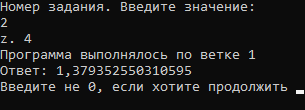 Номер задания. Введите значение:
2
z. 4
Программа выполнялось по ветке 1
Ответ: 1,379352550310595
Введите не 0, если хотите продолжить